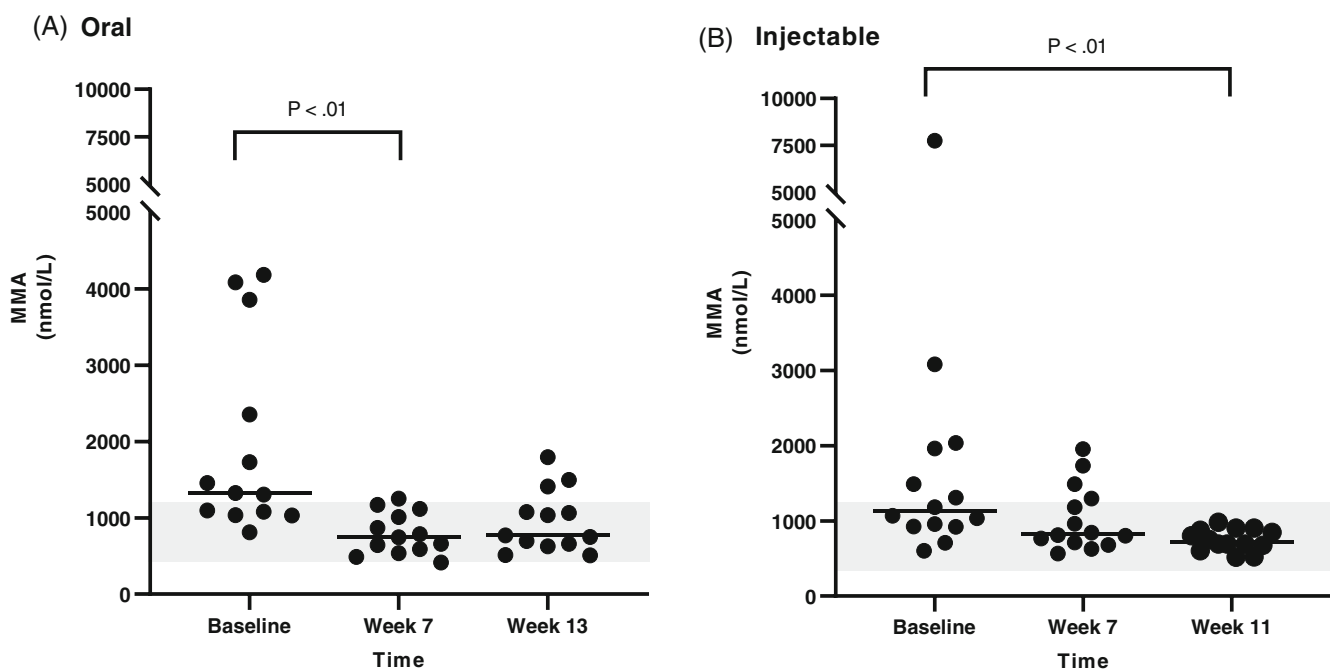 (A) Oral
P < .01
10000
7500
5000
5000
4000
3000
2000
1000
0
MMA
(nmol/L)
Baseline Week 7 Week 13
Time
(B) Injectable
P < .01
10000
7500
5000
5000
4000
3000
2000
1000
0
MMA
(nmol/L)
Baseline Week 7 Week 11
Time